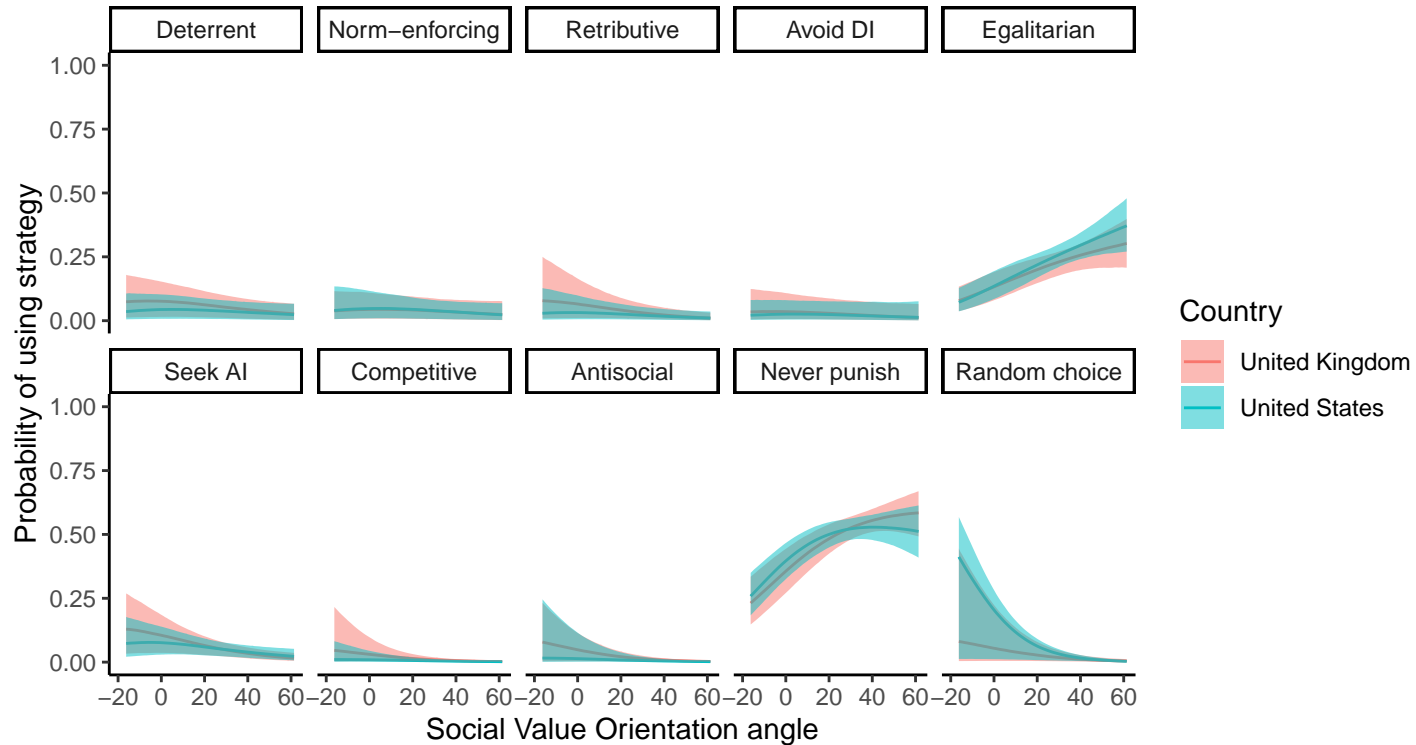 Deterrent
Norm−enforcing
Retributive
Avoid DI
Egalitarian
1.00
0.75
0.50
0.25
0.00
Seek AI
Competitive
Antisocial
Never punish
Random choice
1.00
0.75
0.50
0.25
0.00
−20 0 20 40 60
−20 0 20 40 60
−20 0 20 40 60
−20 0 20 40 60
−20 0 20 40 60
Social Value Orientation angle
Probability of using strategy
Country
United Kingdom
United States